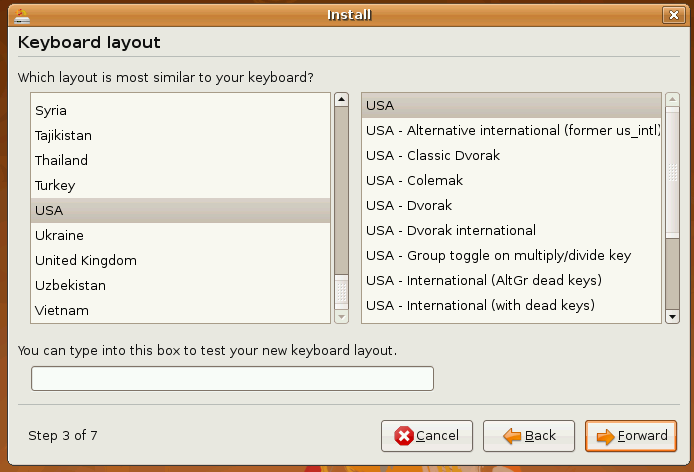 Install
Keyboard layout
Which layout is most similar to your keyboard?
Syria
Tajikistan
Thailand
Turkey
USA
Ukraine
United Kingdom
Uzbekistan
Vietnam
USA
USA - Alternative international (former us_intl)
USA - Classic Dvorak
USA - Colemak
USA - Dvorak
USA - Dvorak international
USA - Group toggle on multiply/divide key
USA - International (AltGr dead keys)
USA - International (with dead keys)
You can type into this box to test your new keyboard layout.
Step 3 of 7
Cancel
Back
Forward